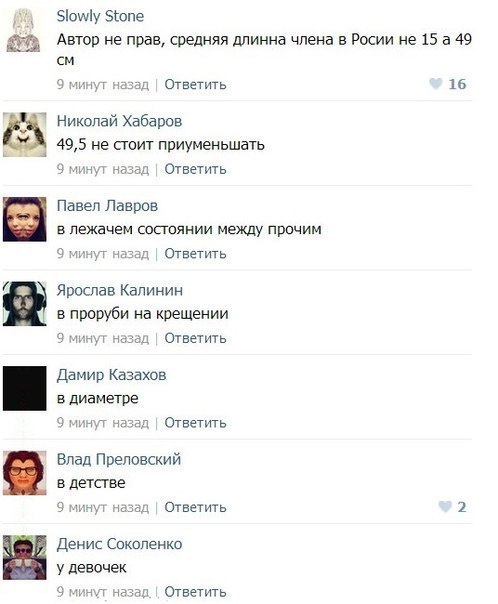 Slowly Stone
Автор не прав, средняя длинна члена в Росии не 15 а 49
см
9 минут назад | Ответить 16
Николай Хабаров
49,5 не стоит приуменьшать
9 минут назад | Ответить
Павел Лавров
в лежачем состоянии между прочим
9 минут назад | Ответить
Ярослав Калинин
в проруби на крещении
9 минут назад | Ответить
Дамир Казахов
в диаметре
9 минут назад | Ответить
Влад Преловский
в детстве
9 минут назад | Ответить 2
Денис Соколенко
у девочек
9 минут назад | Ответить